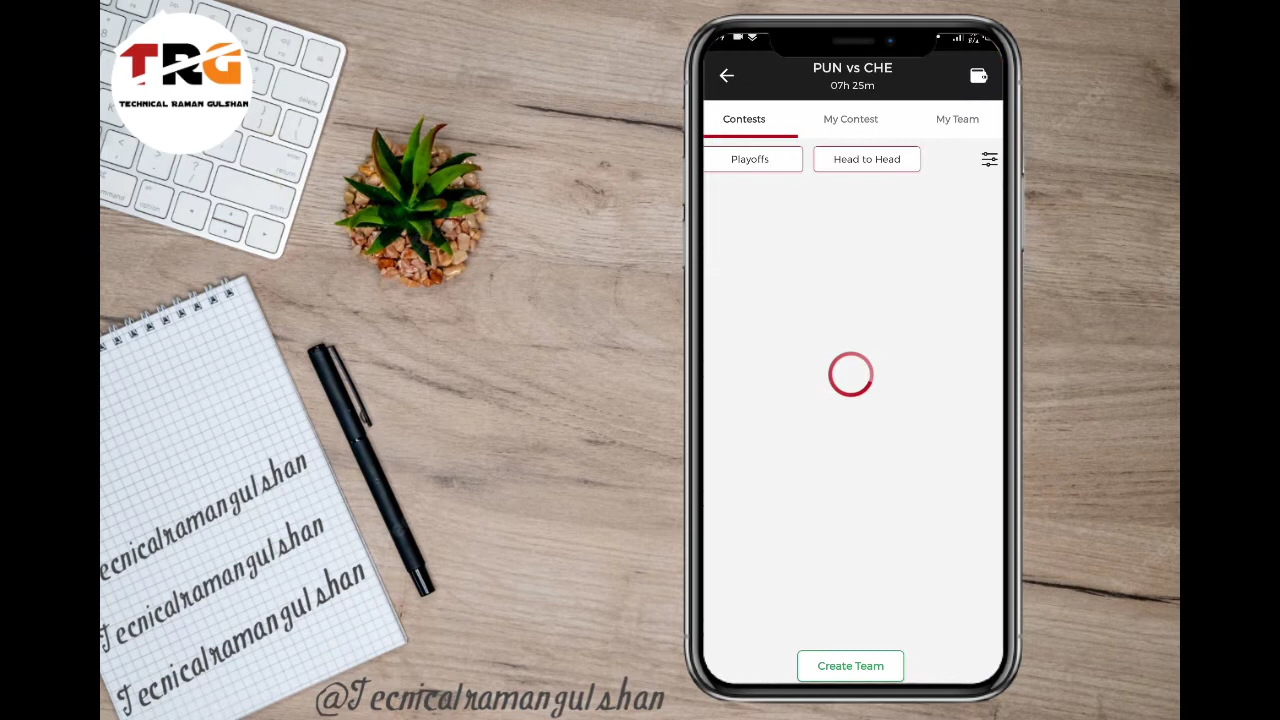 TRG
TECHNICAL RAMAN GULSHAN
PUN vs CHE
07h 25m
Contests
My Contest
My Team
Playoffs
Head to Head
Create Team
ecnicalramangulshan
Tecnicalramangulshan
Tecnicalramangulshan
@Tecnicalramangulshan